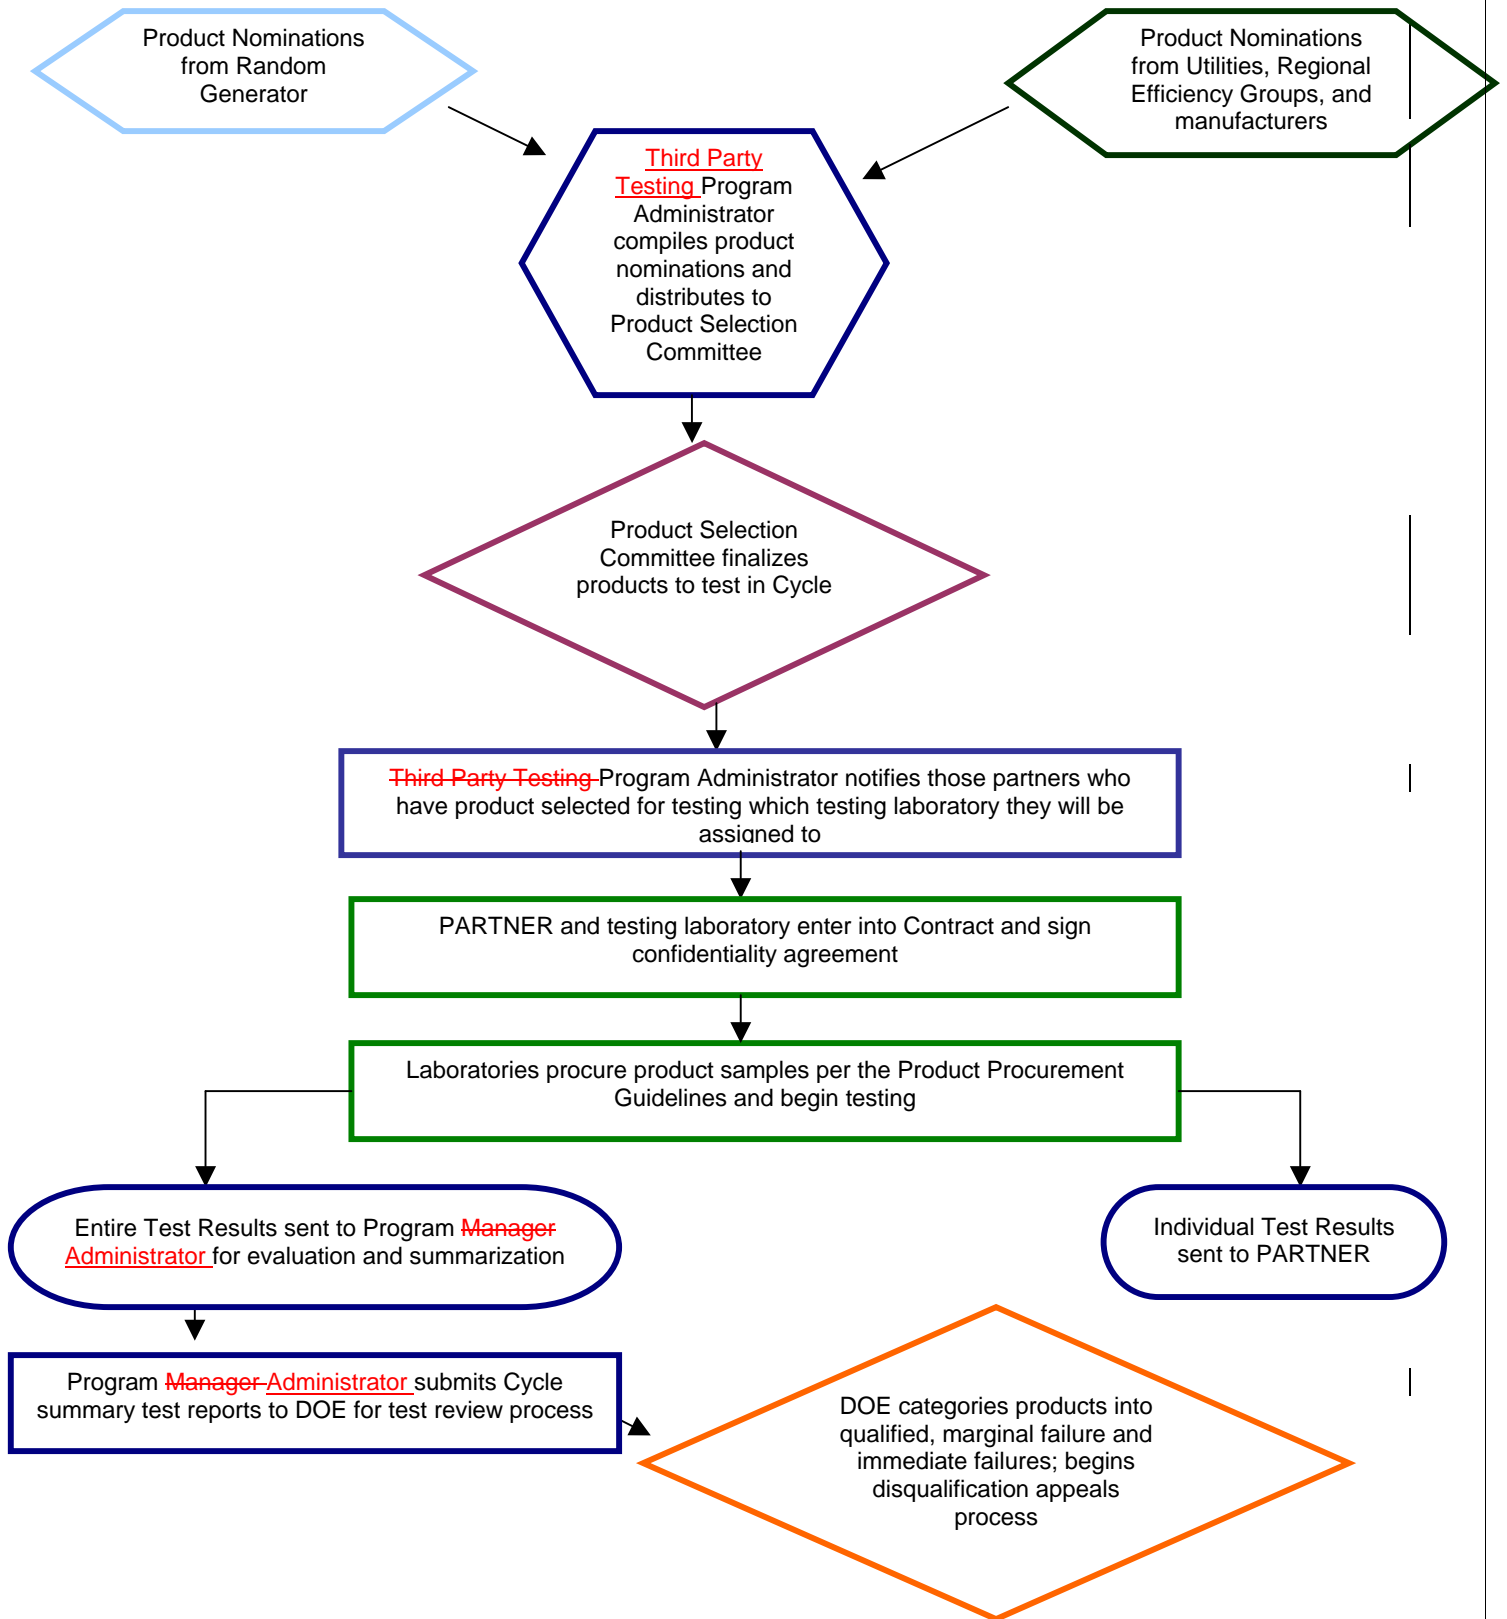 Product Nominations
from Random
Generator
Product Nominations
from Utilities, Regional
Efficiency Groups, and
manufacturers
Third Party
Testing Program
Administrator
compiles product
nominations and
distributes to
Product Selection
Committee
Product Selection
Committee finalizes
products to test in Cycle
Third Party Testing Program Administrator notifies those partners who
have product selected for testing which testing laboratory they will be
assigned to
PARTNER and testing laboratory enter into Contract and sign
confidentiality agreement
Laboratories procure product samples per the Product Procurement
Guidelines and begin testing
Entire Test Results sent to Program Manager
Administrator for evaluation and summarization
Individual Test Results
sent to PARTNER
Program Manager Administrator submits Cycle
summary test reports to DOE for test review process
DOE categories products into
qualified, marginal failure and
immediate failures; begins
disqualification appeals
process